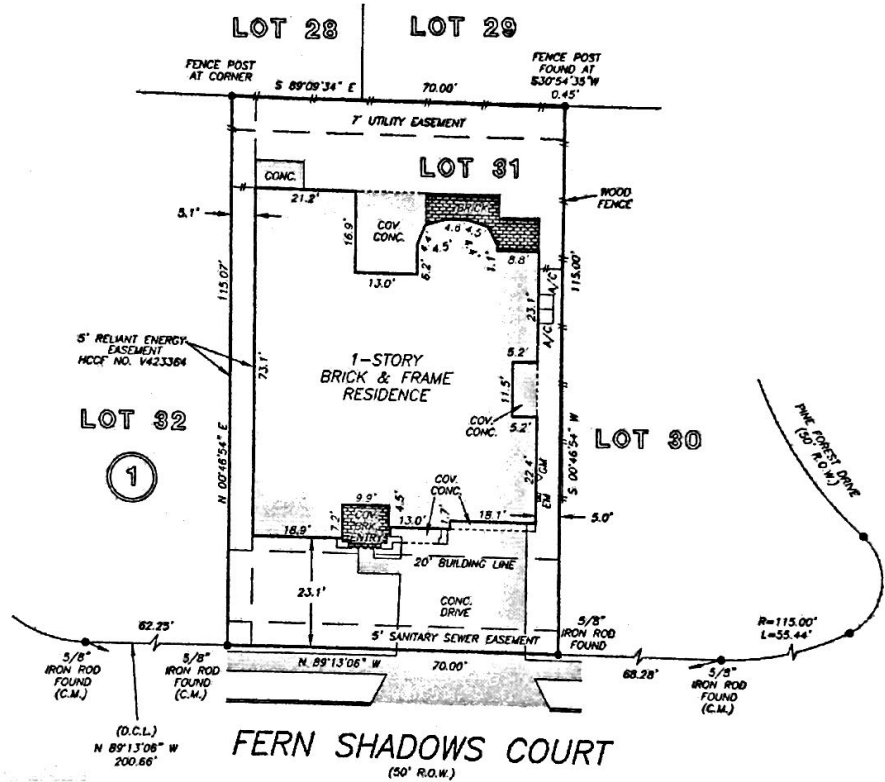 LOT 28
LOT 29
FENCE POST
AT CORNER
FENCE POST
FOUND AT
S30°54'35"W
0.45'
S 89°09'34" E
70.00'
7' UTILITY EASEMENT
LOT 31
CONC.
BRICK
WOOD
FENCE
5.1'
21.2'
16.9'
COV.
CONC.
4.6'
4.5'
4.4'
4.5'
6.2'
1.1'
8.8'
13.0'
A/C
A/C
23.1'
115.07'
115.00'
5' RELIANT ENERGY
EASEMENT
HCCF NO. V423364
73.1'
1-STORY
BRICK & FRAME
RESIDENCE
5.2'
11.5'
5.2'
COV.
CONC.
LOT 32
LOT 30
1
PINE FOREST DRIVE
(50' R.O.W.)
N 00°46'54" E
S 00°46'54" W
GM
EM
22.4'
COV.
CONC.
9.9'
4.5'
7.2'
COV.
BRK.
ENTRY
13.0'
1.7'
18.1'
5.0'
18.9'
20' BUILDING LINE
23.1'
CONC.
DRIVE
5' SANITARY SEWER EASEMENT
5/8"
IRON ROD
FOUND
62.25'
R=115.00'
L=55.44'
5/8"
IRON ROD
FOUND
(C.M.)
5/8"
IRON ROD
FOUND
(C.M.)
N 89°13'06" W
70.00'
68.28'
5/8"
IRON ROD
FOUND
(C.M.)
(D.C.L.)
N 89°13'06" W
200.66'
FERN SHADOWS COURT
(50' R.O.W.)